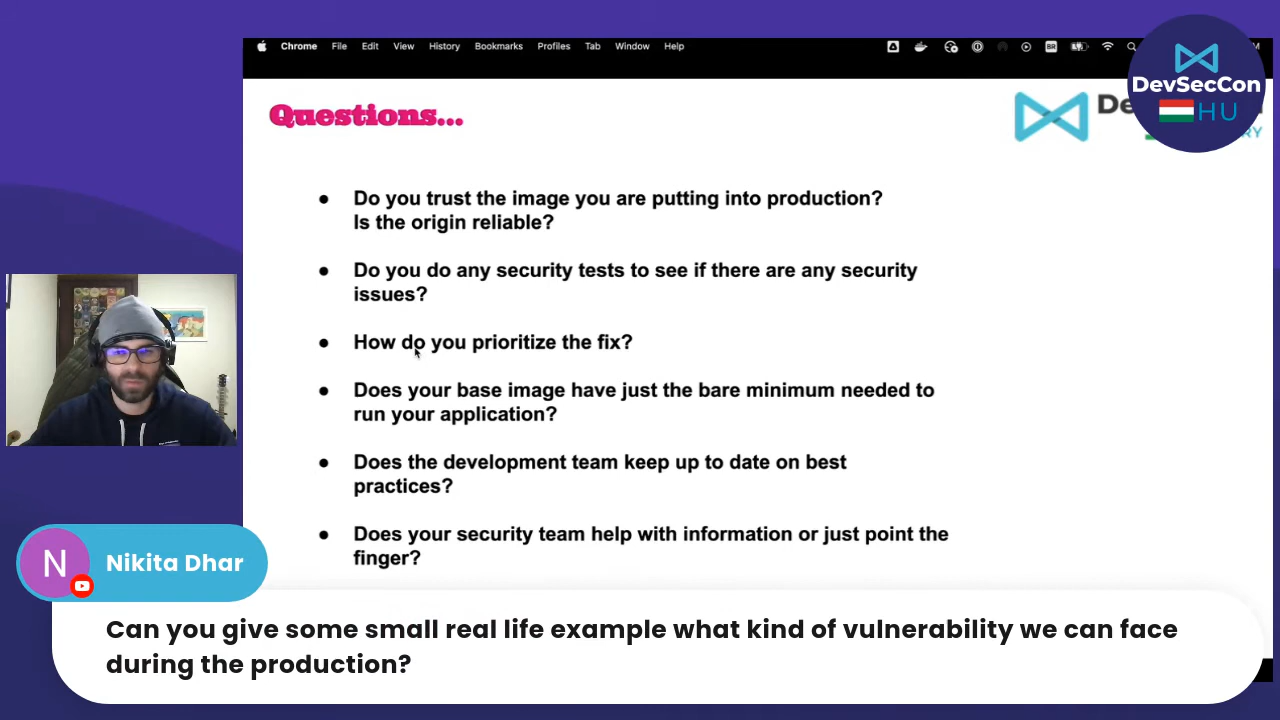 Chrome File Edit View History Bookmarks Profiles Tab Window Help
BR
DevSecCon
HU
Questions...
De
RY
● Do you trust the image you are putting into production?
Is the origin reliable?
● Do you do any security tests to see if there are any security
issues?
● How do you prioritize the fix?
● Does your base image have just the bare minimum needed to
run your application?
● Does the development team keep up to date on best
practices?
● Does your security team help with information or just point the
finger?
N
Nikita Dhar
Can you give some small real life example what kind of vulnerability we can face
during the production?